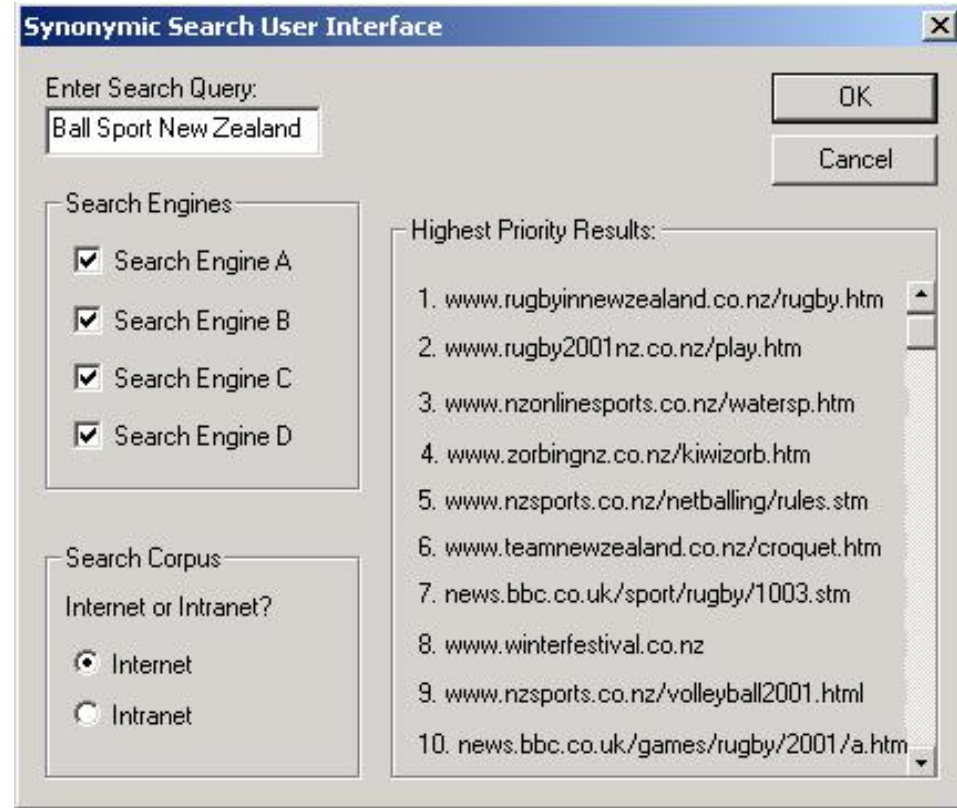 Synonymic Search User Interface
Enter Search Query:
Ball Sport New Zealand
OK
Cancel
Search Engines
Search Engine A
Search Engine B
Search Engine C
Search Engine D
Search Corpus
Internet or Intranet?
Internet
Intranet
Highest Priority Results:
1. www.rugbyinnewzealand.co.nz/rugby.htm
2. www.rugby2001nz.co.nz/play.htm
3. www.nzonlinesports.co.nz/watersp.htm
4. www.zorbingnz.co.nz/kiwizorb.htm
5. www.nzsports.co.nz/netballing/rules.stm
6. www.teamnewzealand.co.nz/croquet.htm
7. news.bbc.co.uk/sport/rugby/1003.stm
8. www.winterfestival.co.nz
9. www.nzsports.co.nz/volleyball2001.html
10. news.bbc.co.uk/games/rugby/2001/a.htm